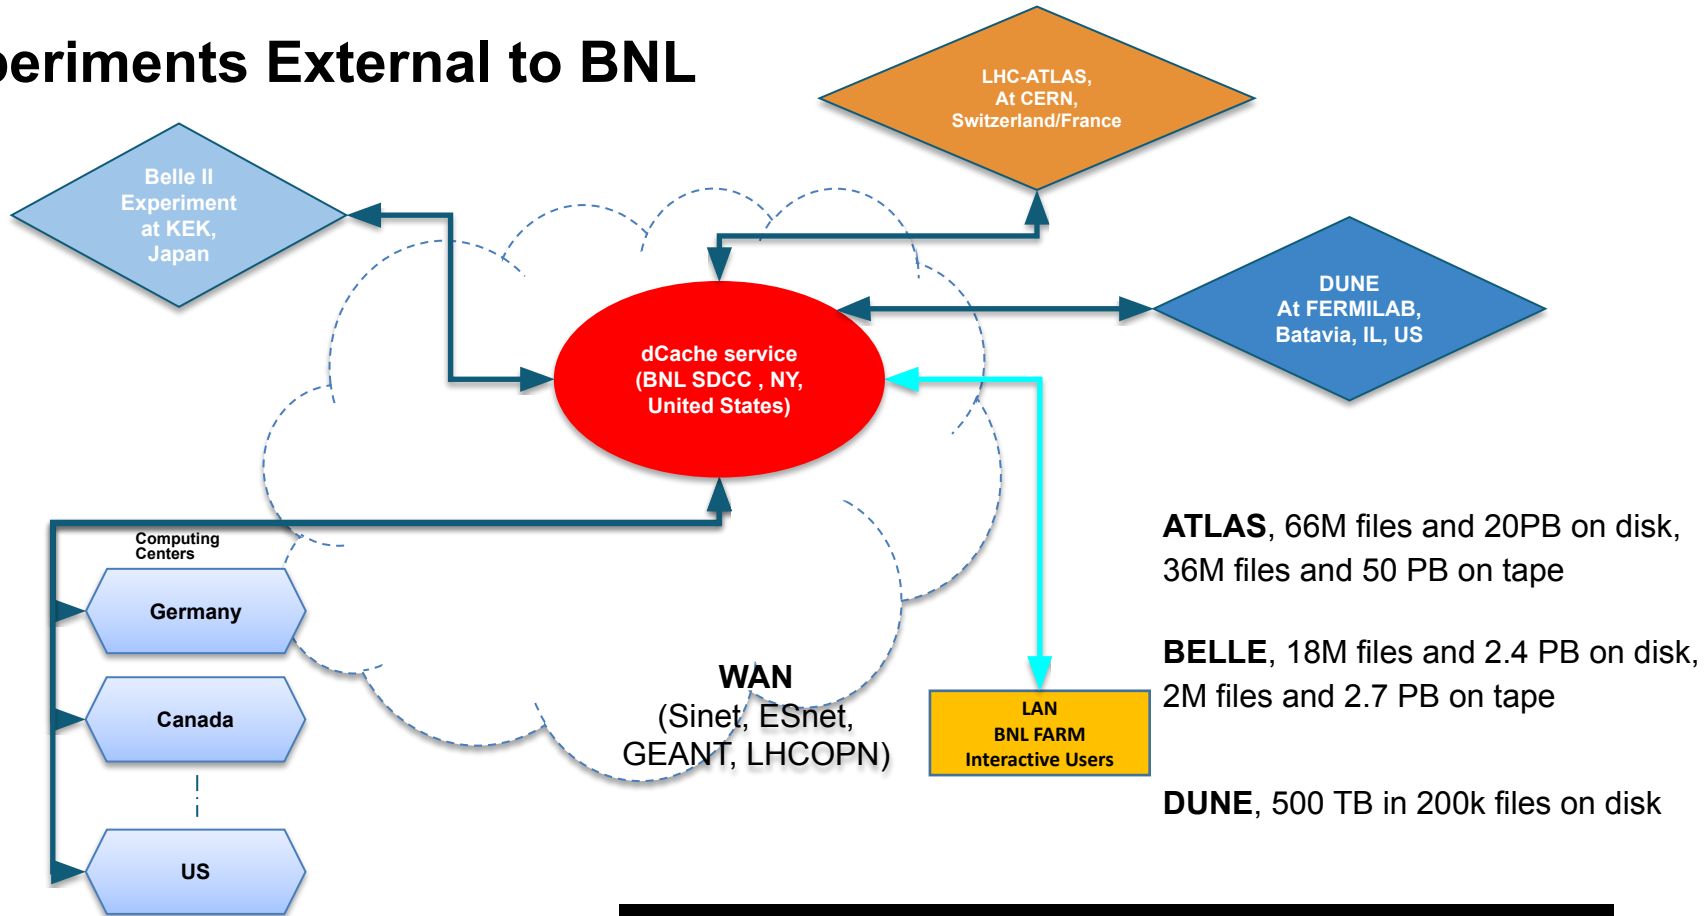 periments External to BNL
LHC-ATLAS,
At CERN,
Switzerland/France
Belle II
Experiment
at KEK,
Japan
DUNE
At FERMILAB,
Batavia, IL, US
dCache service
(BNL SDCC , NY,
United States)
Computing
Centers
Germany
Canada
US
WAN
(Sinet, ESnet,
GEANT, LHCOPN)
LAN
BNL FARM
Interactive Users
ATLAS, 66M files and 20PB on disk,
36M files and 50 PB on tape
BELLE, 18M files and 2.4 PB on disk,
2M files and 2.7 PB on tape
DUNE, 500 TB in 200k files on disk